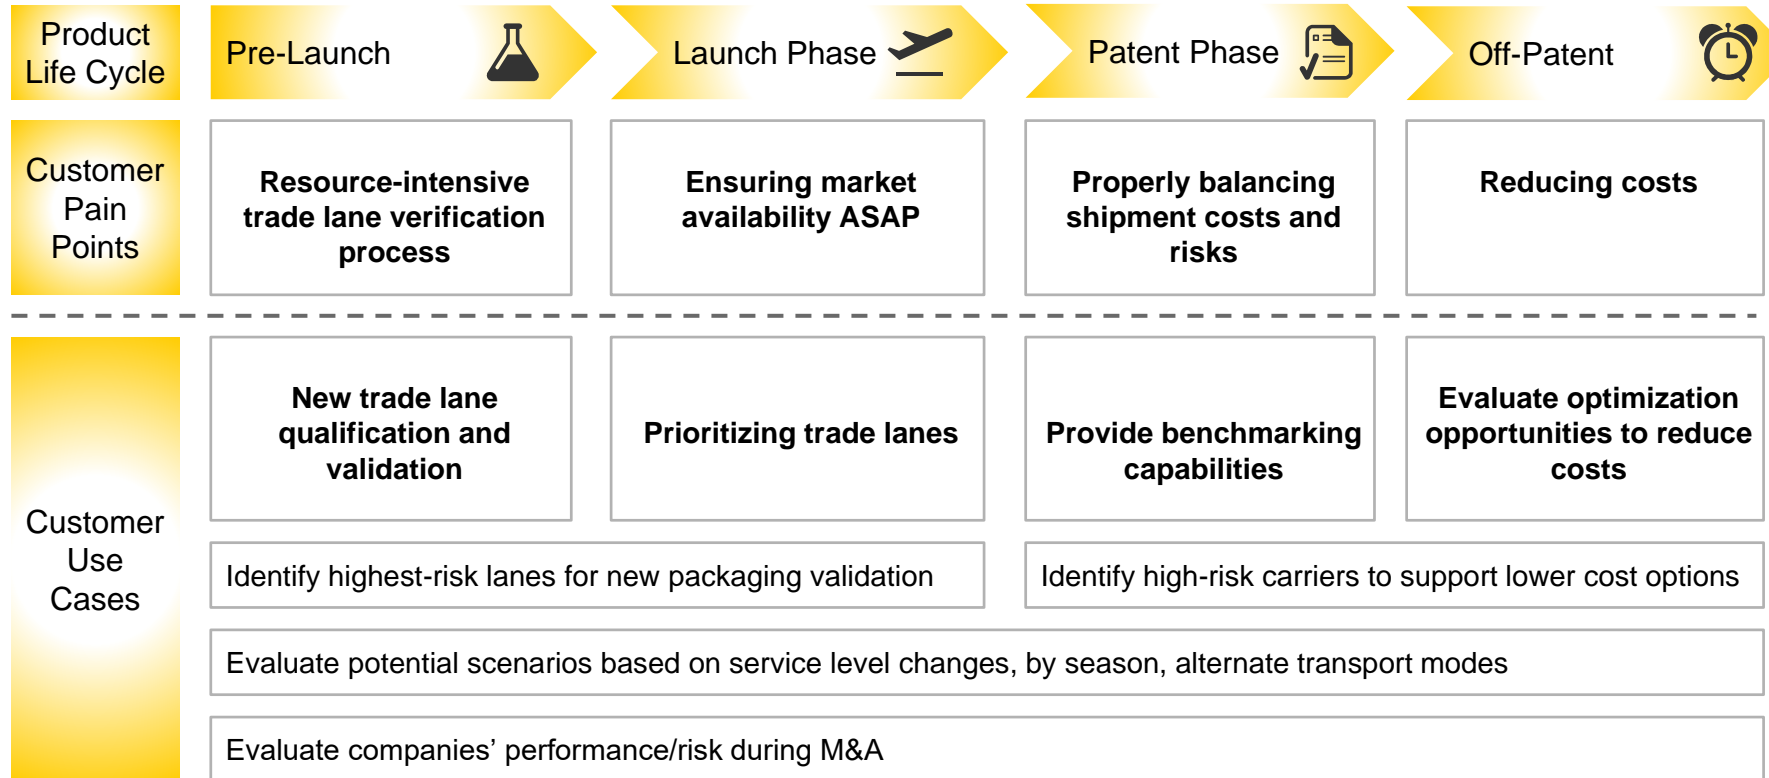 Product
Life Cycle
Pre-Launch
Launch Phase
Patent Phase
Off-Patent
Customer
Pain
Points
Resource-intensive
trade lane verification
process
Ensuring market
availability ASAP
Properly balancing
shipment costs and
risks
Reducing costs
Customer
Use
Cases
New trade lane
qualification and
validation
Prioritizing trade lanes
Provide benchmarking
capabilities
Evaluate optimization
opportunities to reduce
costs
Identify highest-risk lanes for new packaging validation
Identify high-risk carriers to support lower cost options
Evaluate potential scenarios based on service level changes, by season, alternate transport modes
Evaluate companies’ performance/risk during M&A